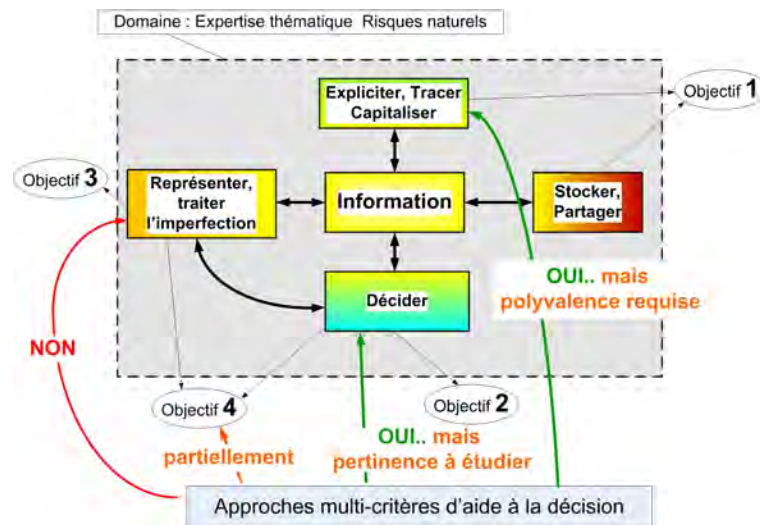 Domaine : Expertise thématique Risques naturels
Expliciter, Tracer
Capitaliser
Objectif 1
Objectif 3
Représenter,
traiter
l'imperfection
Information
Stocker,
Partager
OUI.. mais
polyvalence requise
Décider
NON
Objectif 4
Objectif 2
partiellement
OUI.. mais
pertinence à étudier
Approches multi-critères d'aide à la décision